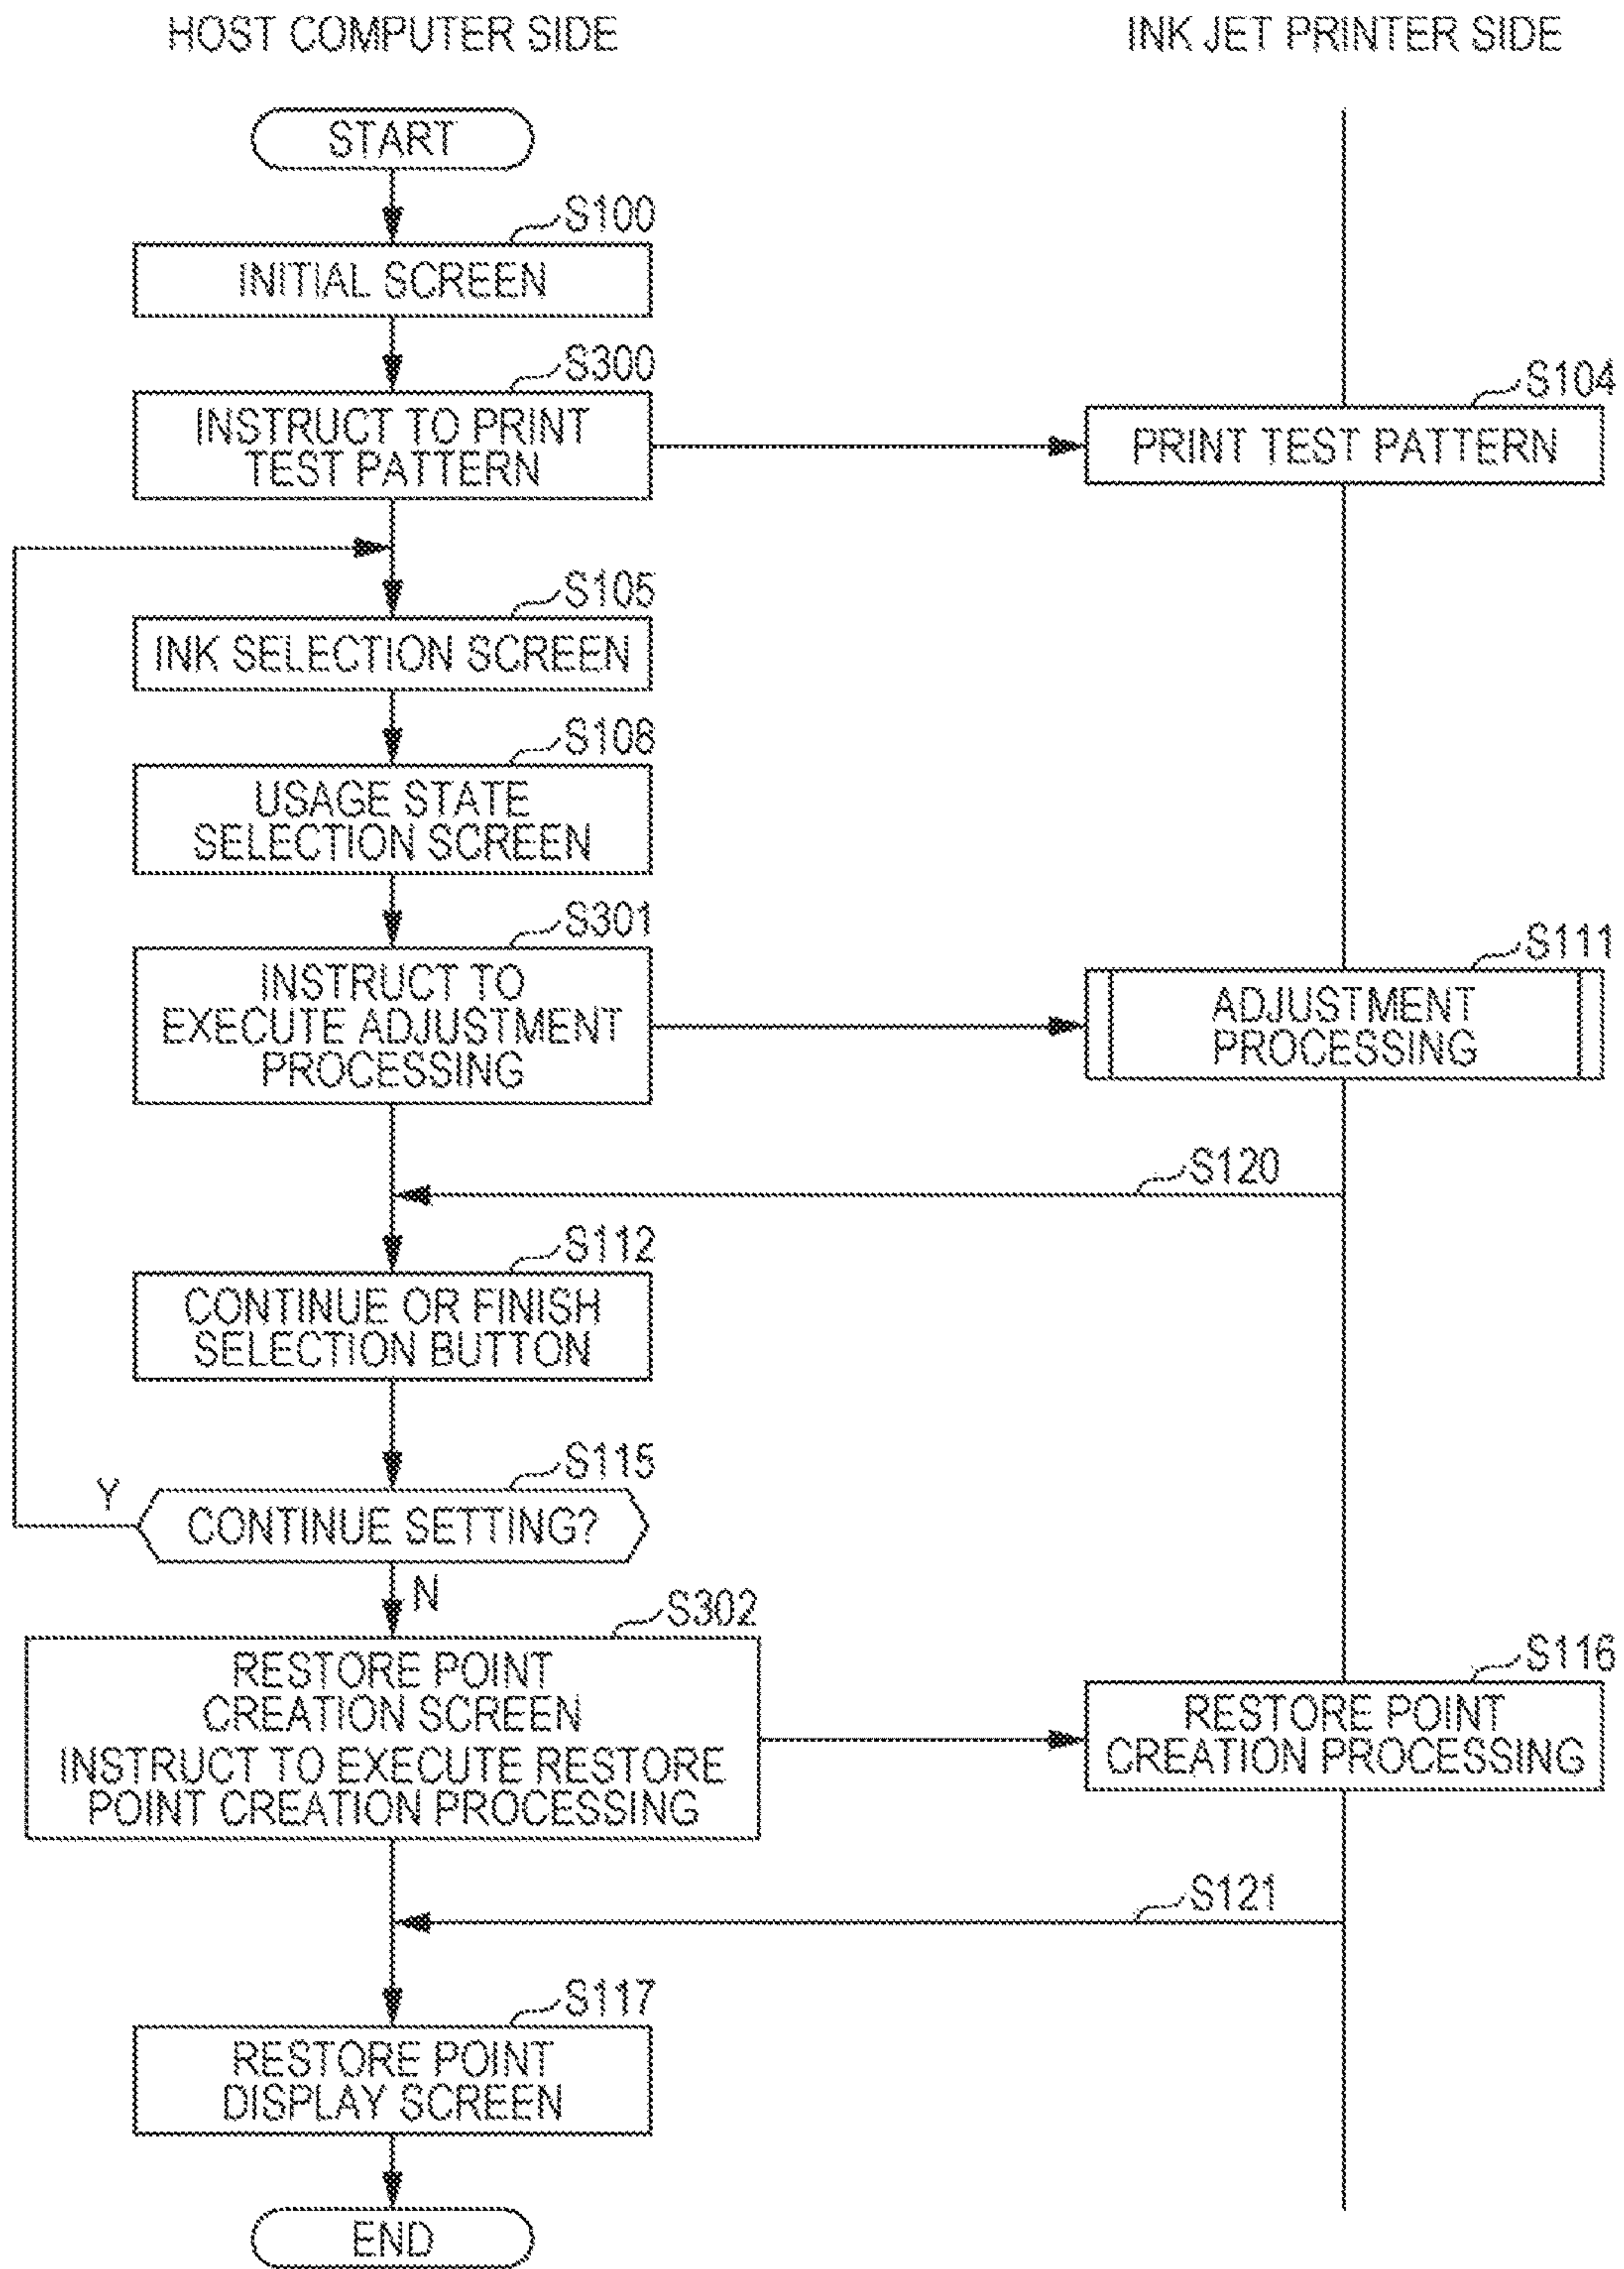 HOST COMPUTER SIDE
INK JET PRINTER SIDE
START
S100
INITIAL SCREEN
S300
INSTRUCT TO PRINT
TEST PATTERN
S104
PRINT TEST PATTERN
S105
INK SELECTION SCREEN
S108
USAGE STATE
SELECTION SCREEN
S301
INSTRUCT TO
EXECUTE ADJUSTMENT
PROCESSING
S111
ADJUSTMENT
PROCESSING
S120
S112
CONTINUE OR FINISH
SELECTION BUTTON
S115
Y
CONTINUE SETTING?
N
S302
RESTORE POINT
CREATION SCREEN
INSTRUCT TO EXECUTE RESTORE
POINT CREATION PROCESSING
S116
RESTORE POINT
CREATION PROCESSING
S121
S117
RESTORE POINT
DISPLAY SCREEN
END